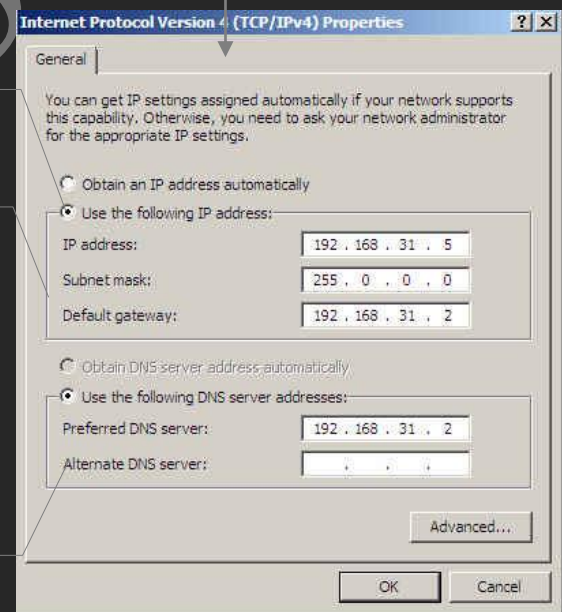 Internet Protocol Version 4 (TCP/IPv4) Properties
General
You can get IP settings assigned automatically if your network supports
this capability. Otherwise, you need to ask your network administrator
for the appropriate IP settings.
Obtain an IP address automatically
Use the following IP address:
IP address: 192 . 168 . 31 . 5
Subnet mask: 255 . 0 . 0 . 0
Default gateway: 192 . 168 . 31 . 2
Obtain DNS server address automatically
Use the following DNS server addresses:
Preferred DNS server: 192 . 168 . 31 . 2
Alternate DNS server: . . .
Advanced...
OK Cancel